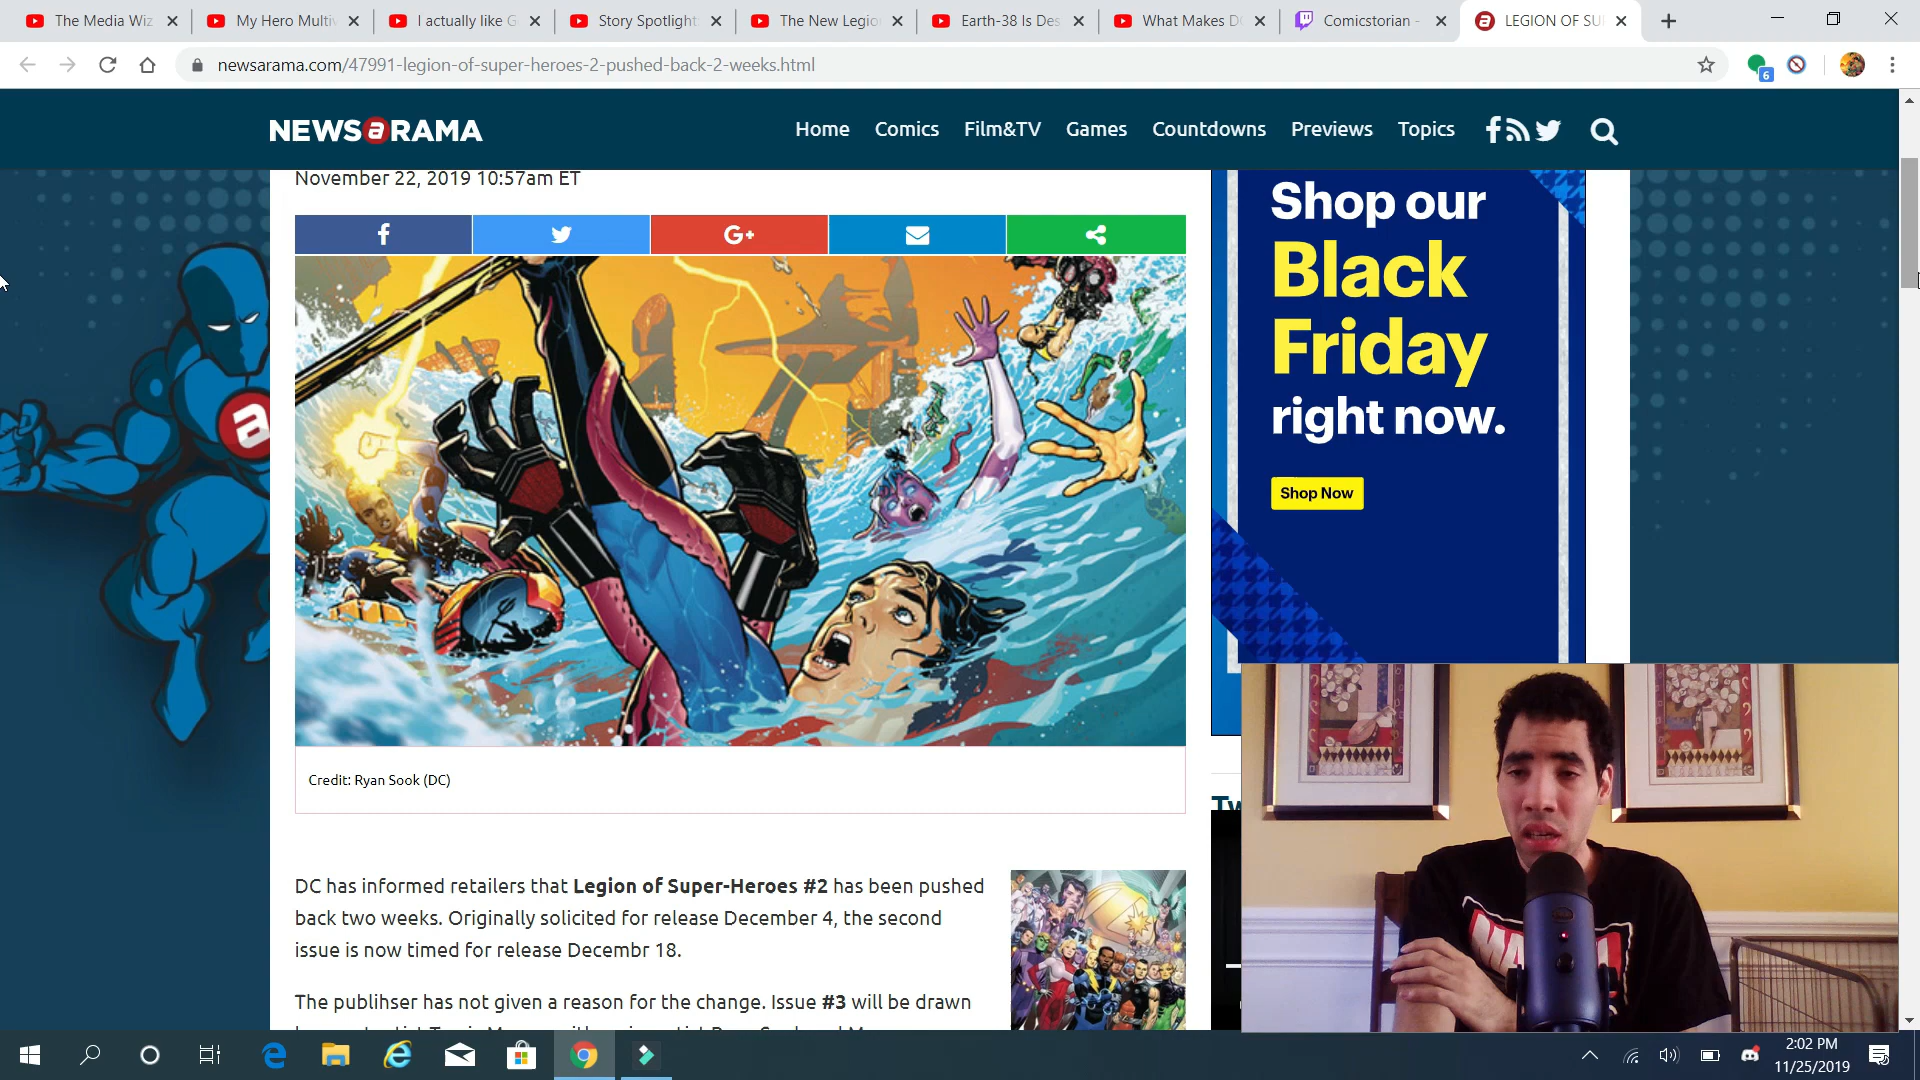 The Media Wiz
My Hero Multiv
I actually like G
Story Spotlight
The New Legio
Earth-38 Is Des
What Makes DC
Comicstorian -
LEGION OF SU
newsarama.com/47991-legion-of-super-heroes-2-pushed-back-2-weeks.html
6
NEWSaRAMA
Home
Comics
Film&TV
Games
Countdowns
Previews
Topics
November 22, 2019 10:57am ET
G+
a
Shop our
Black
Friday
right now.
Shop Now
Credit: Ryan Sook (DC)
Tw
DC has informed retailers that Legion of Super-Heroes #2 has been pushed
back two weeks. Originally solicited for release December 4, the second
issue is now timed for release Decembr 18.
The publihser has not given a reason for the change. Issue #3 will be drawn
2:02 PM
11/25/2019